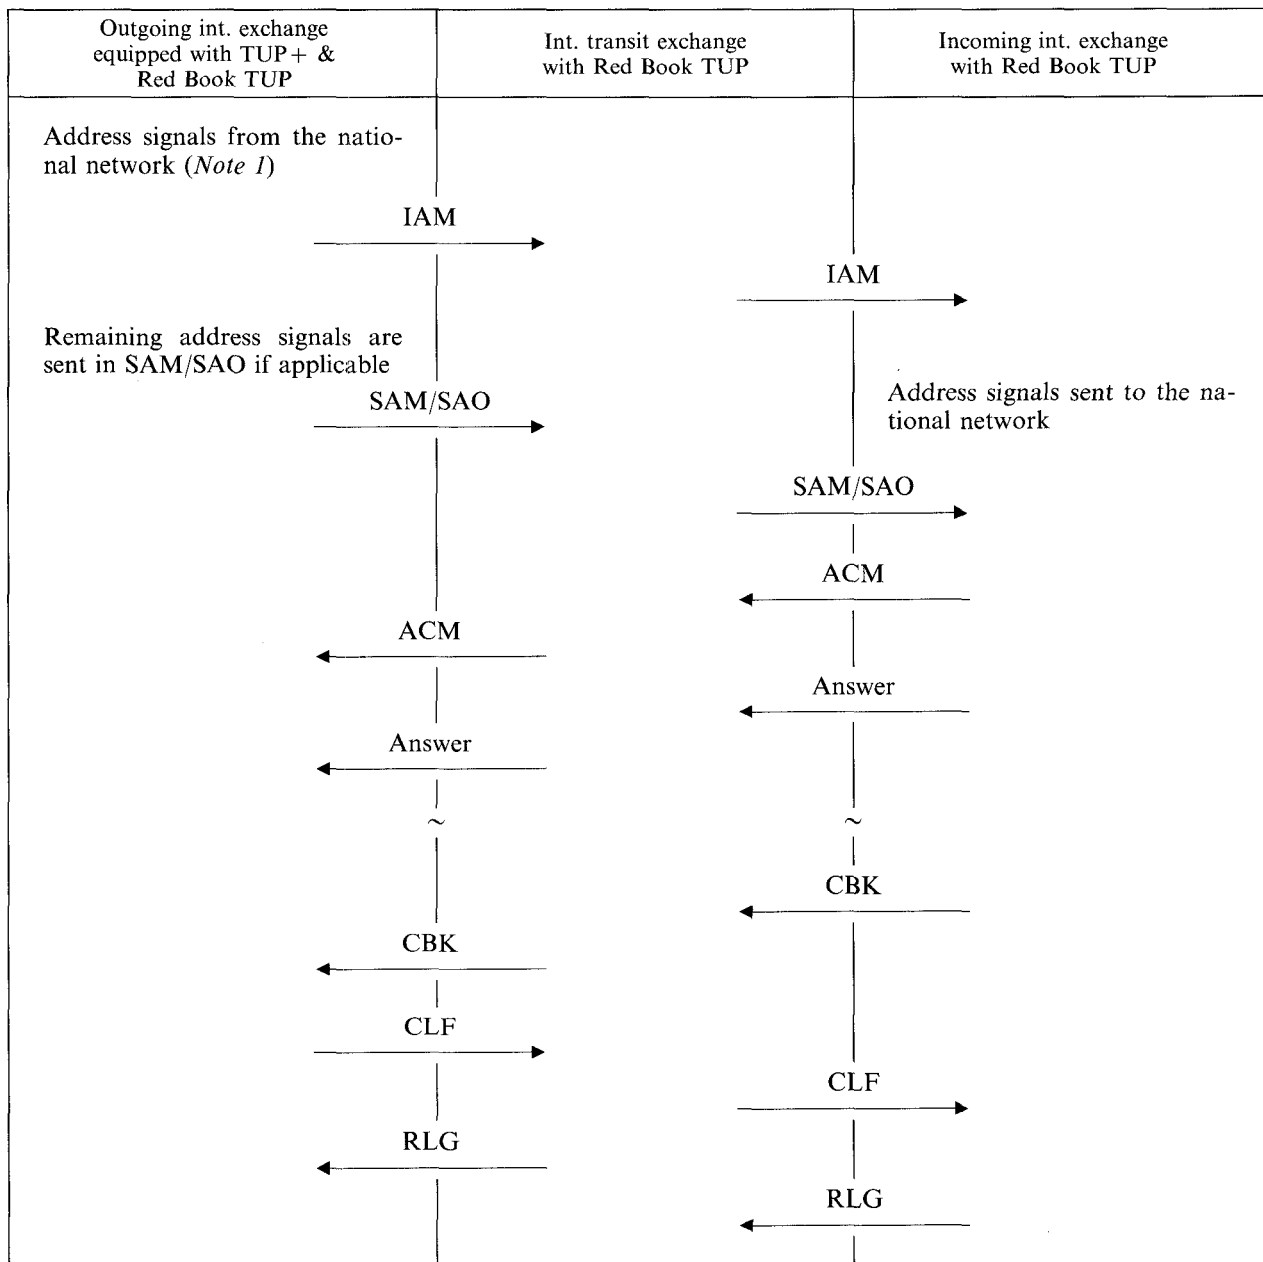 Outgoing int. exchange
equipped with TUP+ &
Red Book TUP
Int. transit exchange
with Red Book TUP
Incoming int. exchange
with Red Book TUP
Address signals from the natio-
nal network (Note 1)
IAM
IAM
Remaining address signals are
sent in SAM/SAO if applicable
SAM/SAO
Address signals sent to the na-
tional network
SAM/SAO
ACM
ACM
Answer
Answer
~
~
CBK
CBK
CLF
CLF
RLG
RLG